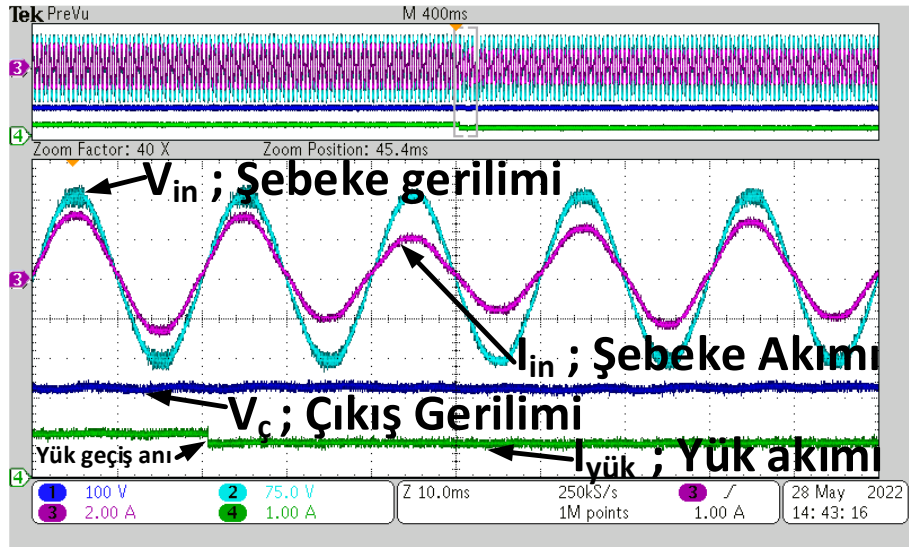 Tek PreVu M 400ms
3
4
Zoom Factor: 40 X Zoom Position: 45.4ms
Vin ; Şebeke gerilimi
3
Iin ; Şebeke Akımı
Vç ; Çıkış Gerilimi
Yük geçiş anı
Iyük ; Yük akımı
4
1 100 V 2 75.0 V Z 10.0ms 250kS/s 3 28 May 2022
3 2.00 A 4 1.00 A 1M points 1.00 A 14: 43: 16